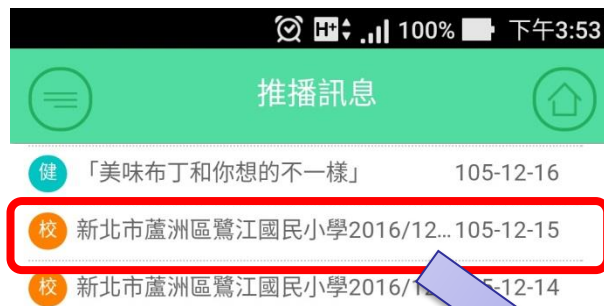 H+ 100% 下午3:53
推播訊息
健 「美味布丁和你想的不一樣」 105-12-16
校 新北市蘆洲區鷺江國民小學2016/12... 105-12-15
校 新北市蘆洲區鷺江國民小學2016/ 5-12-14